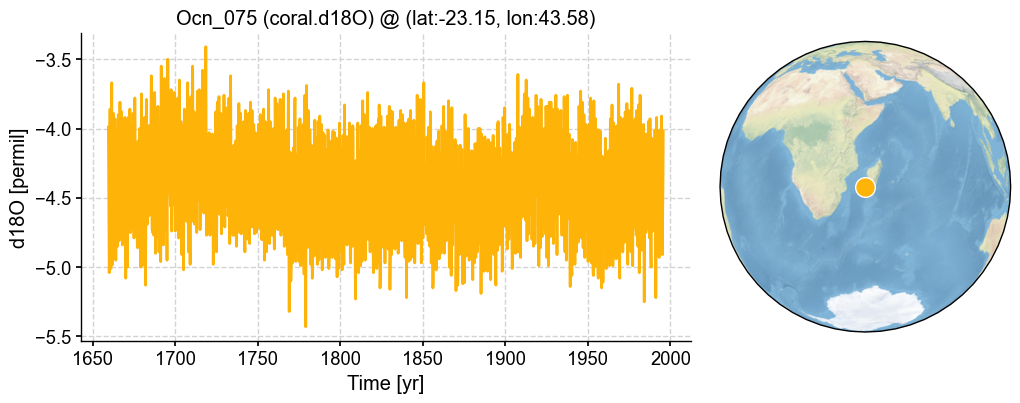 Ocn_075 (coral.d18O) @ (lat:-23.15, lon:43.58)
d18O [permil]
−3.5
−4.0
−4.5
−5.0
−5.5
1650 1700 1750 1800 1850 1900 1950 2000
Time [yr]